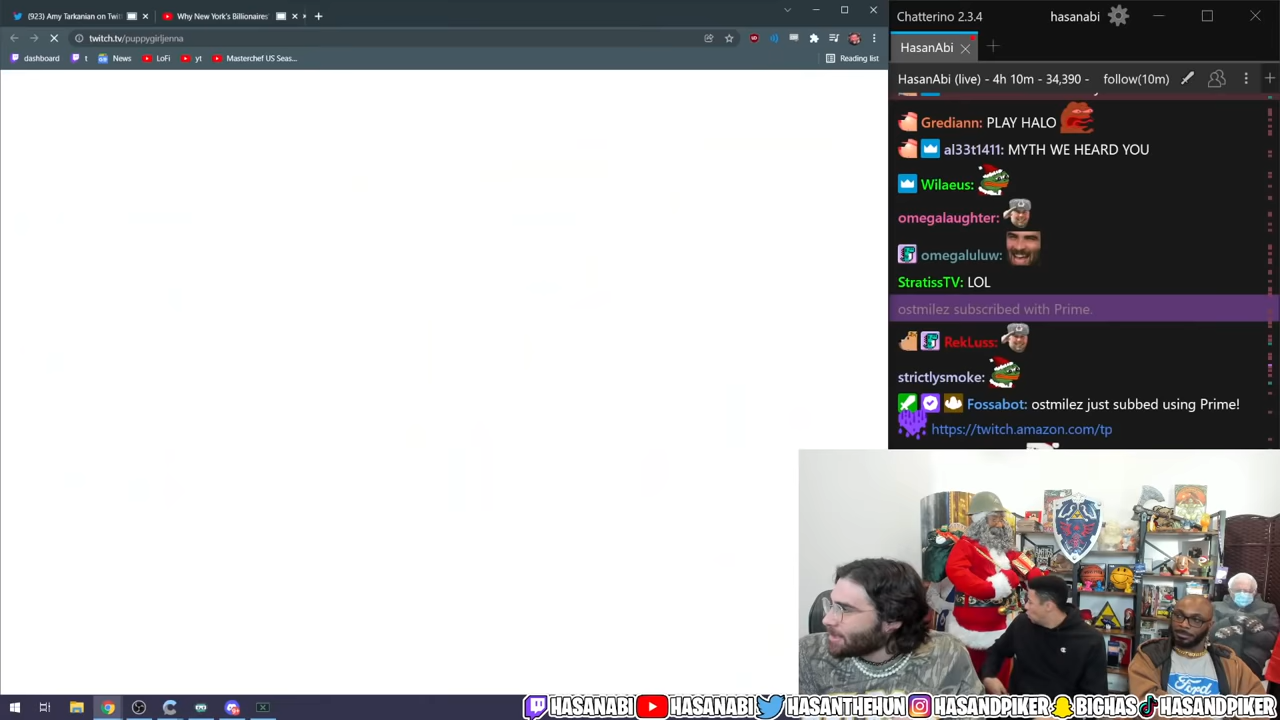 (923) Amy Tarkanian on Twit
Why New York's Billionaires'
twitch.tv/puppygirljenna
dashboard
t
News
LoFi
yt
Masterchef US Seas...
Reading list
Chatterino 2.3.4
hasanabi
HasanAbi
HasanAbi (live) - 4h 10m - 34,390 -
follow(10m)
Grediann: PLAY HALO
al33t1411: MYTH WE HEARD YOU
Wilaeus:
omegalaughter:
omegaluluw:
StratissTV: LOL
ostmilez subscribed with Prime.
RekLuss:
strictlysmoke:
Fossabot: ostmilez just subbed using Prime!
https://twitch.amazon.com/tp
Ford
HASANABI HASANABI HASANTHEHUN HASANDPIKER BIGHAS HASANDPIKER